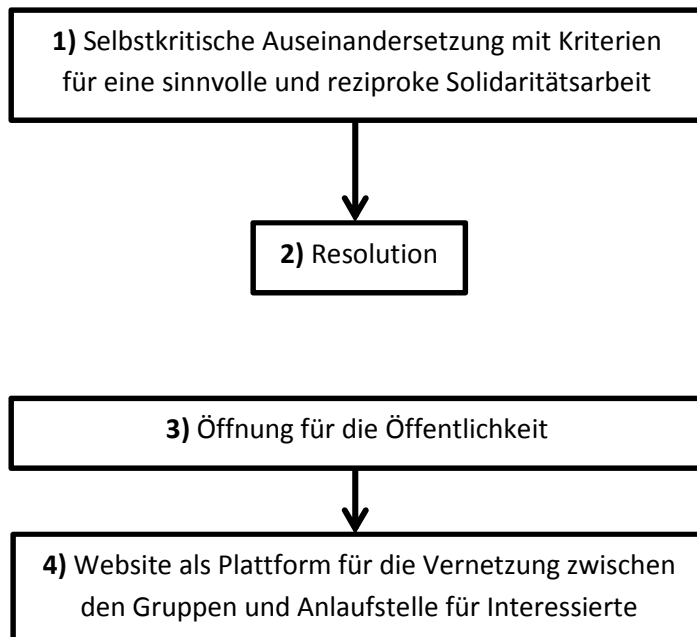 1) Selbstkritische Auseinandersetzung mit Kriterien
für eine sinnvolle und reziproke Solidaritätsarbeit
2) Resolution
3) Öffnung für die Öffentlichkeit
4) Website als Plattform für die Vernetzung zwischen
den Gruppen und Anlaufstelle für Interessierte